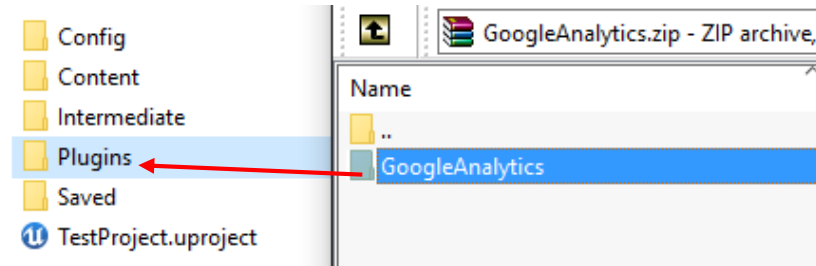 Config
Content
Intermediate
Plugins
Saved
TestProject.uproject
GoogleAnalytics.zip - ZIP archive,
Name
..
GoogleAnalytics